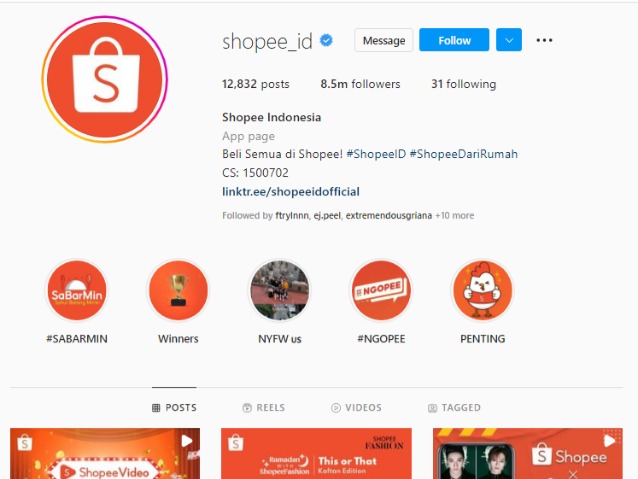 shopee_id Message Follow
12,832 posts 8.5m followers 31 following
Shopee Indonesia
App page
Beli Semua di Shopee! #ShopeeID #ShopeeDariRumah
CS: 1500702
linktr.ee/shopeeidofficial
Followed by ftrylnnn, ej.peel, extremendousgriana +10 more
S
SaBarMin
#NGOPEE
#SABARMIN Winners NYFW us #NGOPEE PENTING
POSTS REELS VIDEOS TAGGED
S ShopeeVideo
Ramadan
with
ShopeeFashion
This or That
Kaftan Edition
SHOPEE
FASHION
S Shopee
×